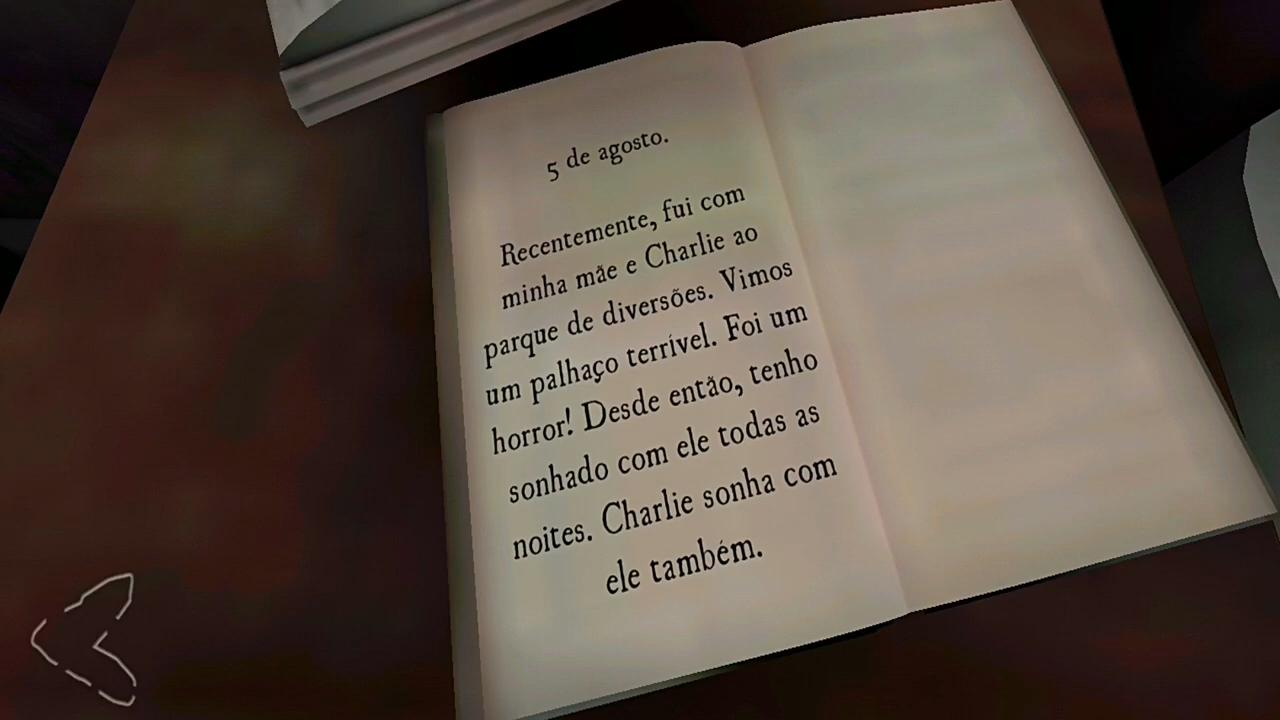 5 de agosto.
Recentemente, fui com
minha mãe e Charlie ao
parque de diversões. Vimos
um palhaço terrível. Foi um
horror! Desde então, tenho
sonhado com ele todas as
noites. Charlie sonha com
ele também.